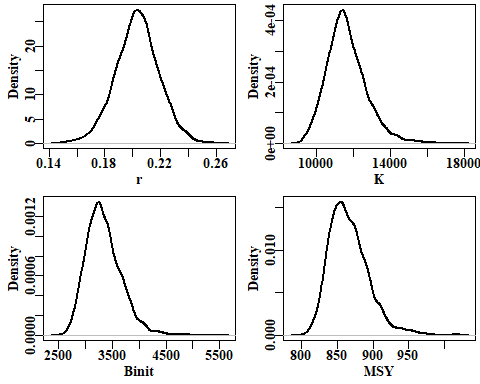 Density
0 5 10 20
0.14 0.18 0.22 0.26
r
Density
0e+00 2e-04 4e-04
10000 14000 18000
K
Density
0.0000 0.0006 0.0012
2500 3500 4500 5500
Binit
Density
0.000 0.010
800 850 900 950
MSY